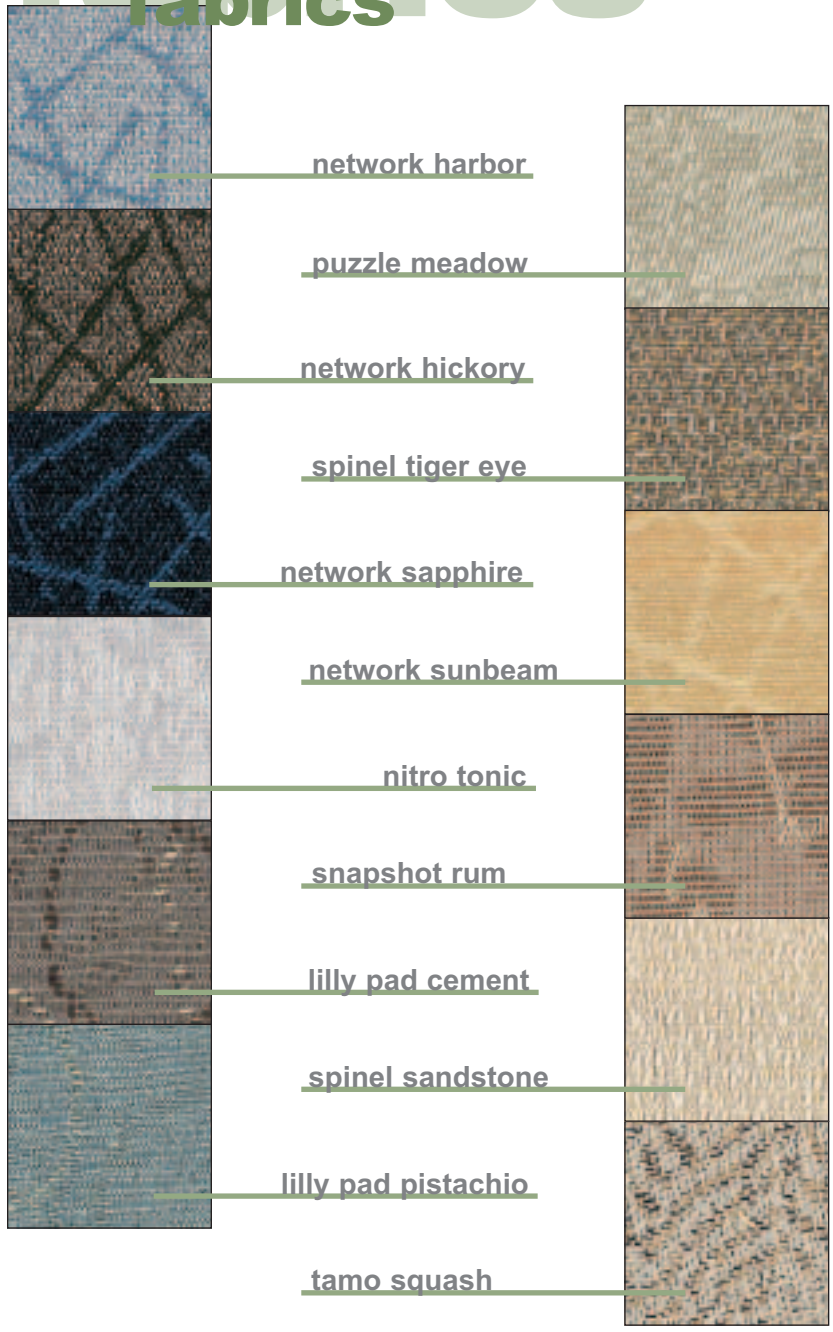 fabrics
network harbor
puzzle meadow
network hickory
spinel tiger eye
network sapphire
network sunbeam
nitro tonic
snapshot rum
lilly pad cement
spinel sandstone
lilly pad pistachio
tamo squash